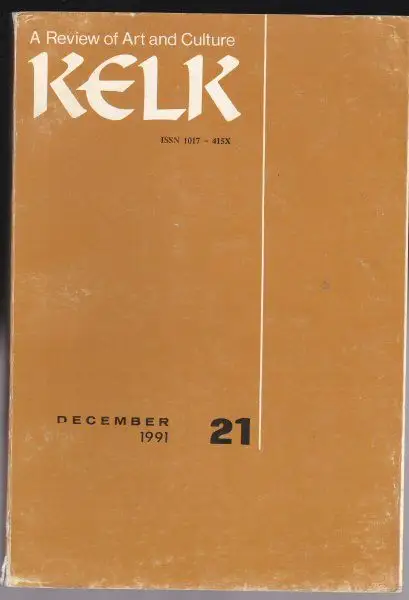 A Review of Art and Culture
KELK
ISSN 1017 - 415X
DECEMBER
1991
21